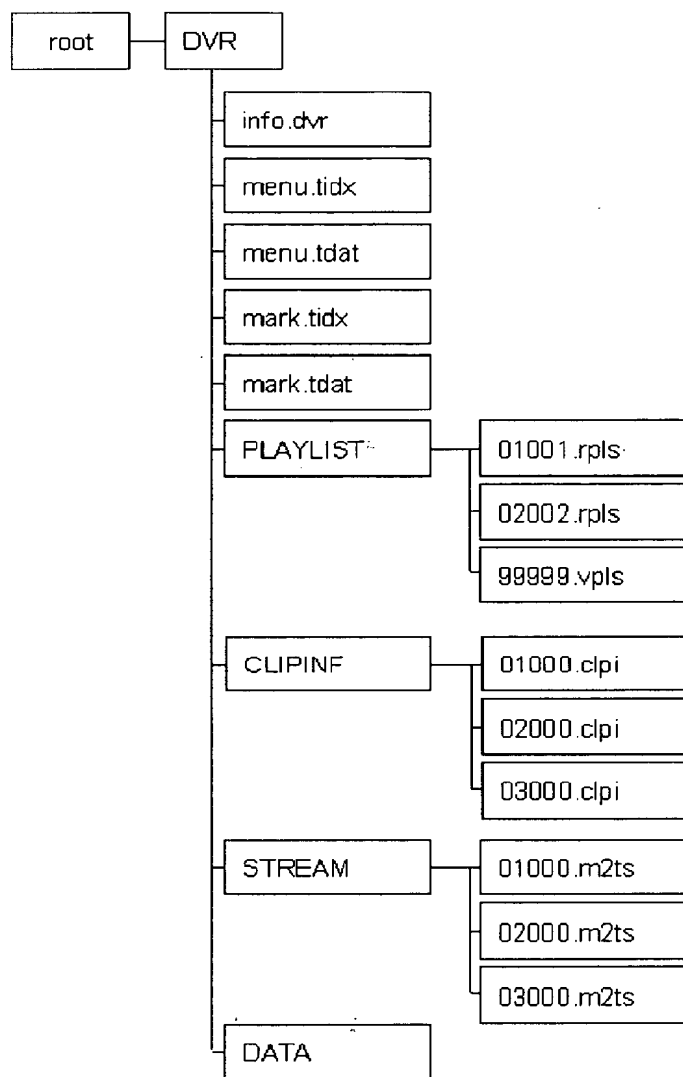 root DVR
info.dvr
menu.tidx
menu.tdat
mark.tidx
mark.tdat
PLAYLIST 01001.rpls
02002.rpls
99999.vpls
CLIPINF 01000.clpi
02000.clpi
03000.clpi
STREAM 01000.m2ts
02000.m2ts
03000.m2ts
DATA